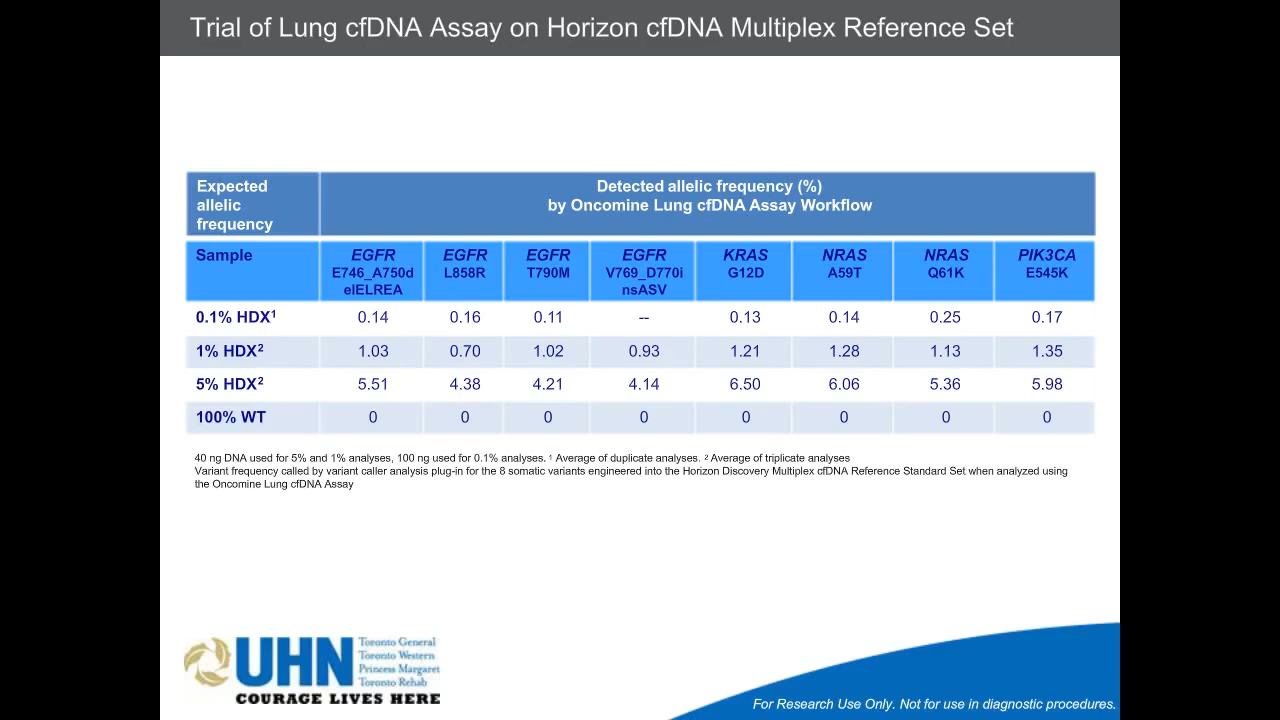 Trial of Lung cfDNA Assay on Horizon cfDNA Multiplex Reference Set
Expected allelic frequency
Detected allelic frequency (%)
by Oncomine Lung cfDNA Assay Workflow
Sample EGFR E746_A750delELREA EGFR L858R EGFR T790M EGFR V769_D770insASV KRAS G12D NRAS A59T NRAS Q61K PIK3CA E545K
0.1% HDX¹ 0.14 0.16 0.11 -- 0.13 0.14 0.25 0.17
1% HDX² 1.03 0.70 1.02 0.93 1.21 1.28 1.13 1.35
5% HDX² 5.51 4.38 4.21 4.14 6.50 6.06 5.36 5.98
100% WT 0 0 0 0 0 0 0 0
40 ng DNA used for 5% and 1% analyses, 100 ng used for 0.1% analyses. ¹ Average of duplicate analyses. ² Average of triplicate analyses
Variant frequency called by variant caller analysis plug-in for the 8 somatic variants engineered into the Horizon Discovery Multiplex cfDNA Reference Standard Set when analyzed using
the Oncomine Lung cfDNA Assay
UHN
Toronto General
Toronto Western
Princess Margaret
Toronto Rehab
COURAGE LIVES HERE
For Research Use Only. Not for use in diagnostic procedures.